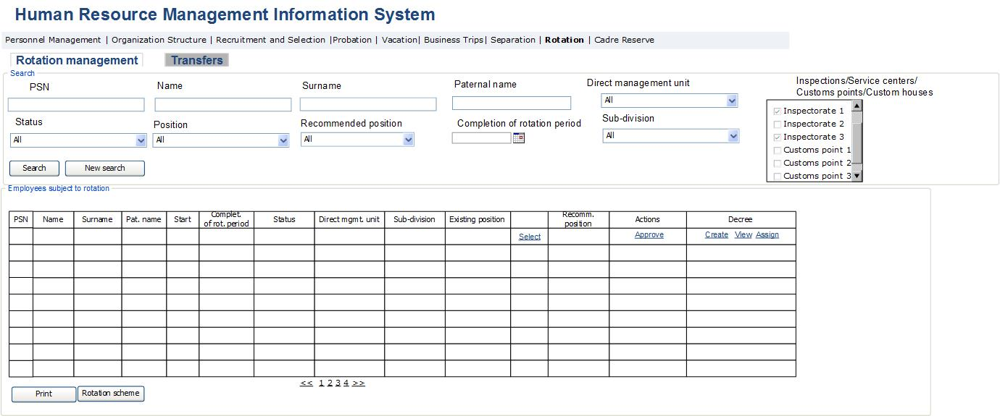 Human Resource Management Information System
Personnel Management | Organization Structure | Recruitment and Selection |Probation | Vacation| Business Trips| Separation | Rotation | Cadre Reserve
Rotation management Transfers
Search
PSN Name Surname Paternal name Direct management unit Inspections/Service centers/
Customs points/Custom houses
All
Status Position Recommended position Completion of rotation period Sub-division
All All All All
Inspectorate 1
Inspectorate 2
Inspectorate 3
Customs point 1
Customs point 2
Customs point 3
Search New search
Employees subject to rotation
PSN Name Surname Pat. name Start Complet. of rot. period Status Direct mgmt. unit Sub-division Existing position Recomm. position Actions Decree
Select Approve Create View Assign
<< 1 2 3 4 >>
Print Rotation scheme